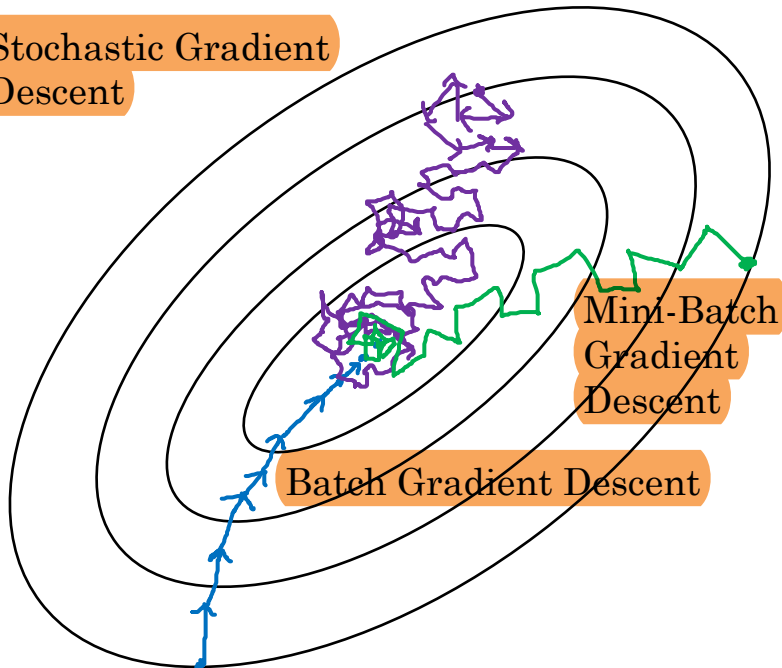 Stochastic Gradient
Descent
Mini-Batch
Gradient
Descent
Batch Gradient Descent